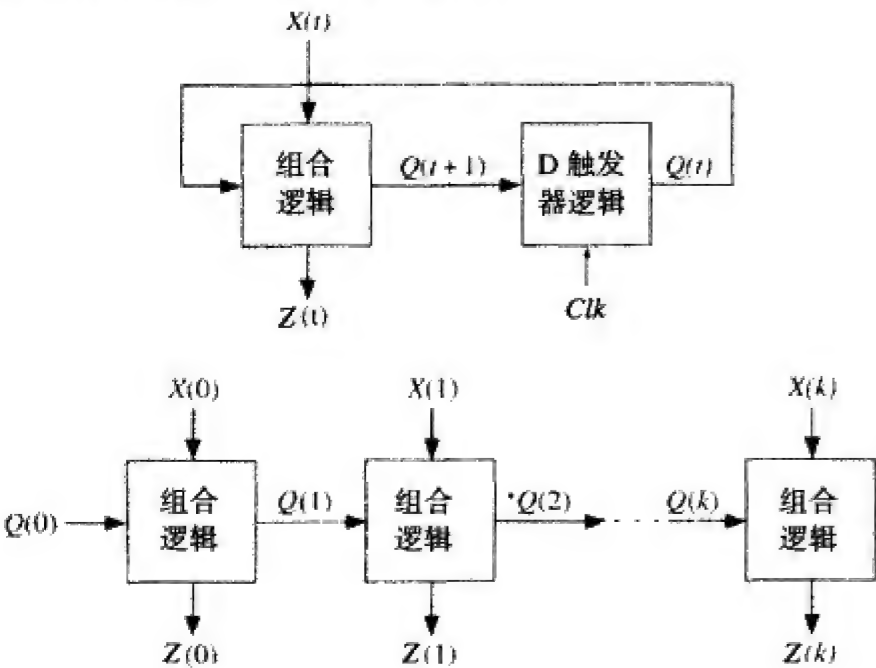 X(t)
组合
逻辑
Q(t+1)
D 触发
器逻辑
Q(t)
Z(t)
Clk
X(0)
X(1)
X(k)
Q(0)
组合
逻辑
Q(1)
组合
逻辑
Q(2)
Q(k)
组合
逻辑
Z(0)
Z(1)
Z(k)